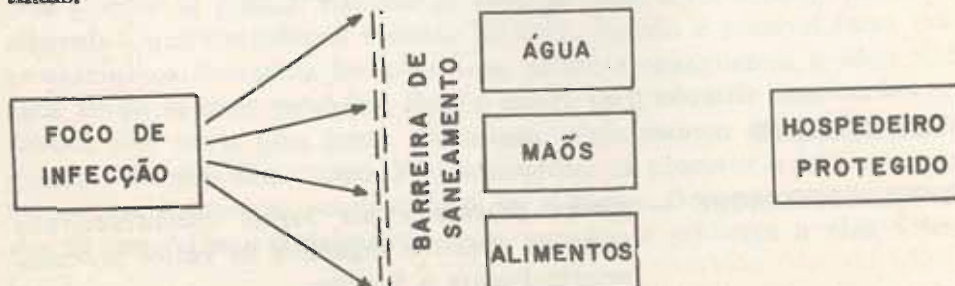 FOCO DE
INFECÇÃO
BARREIRA DE
SANEAMENTO
ÁGUA
MAÕS
ALIMENTOS
HOSPEDEIRO
PROTEGIDO